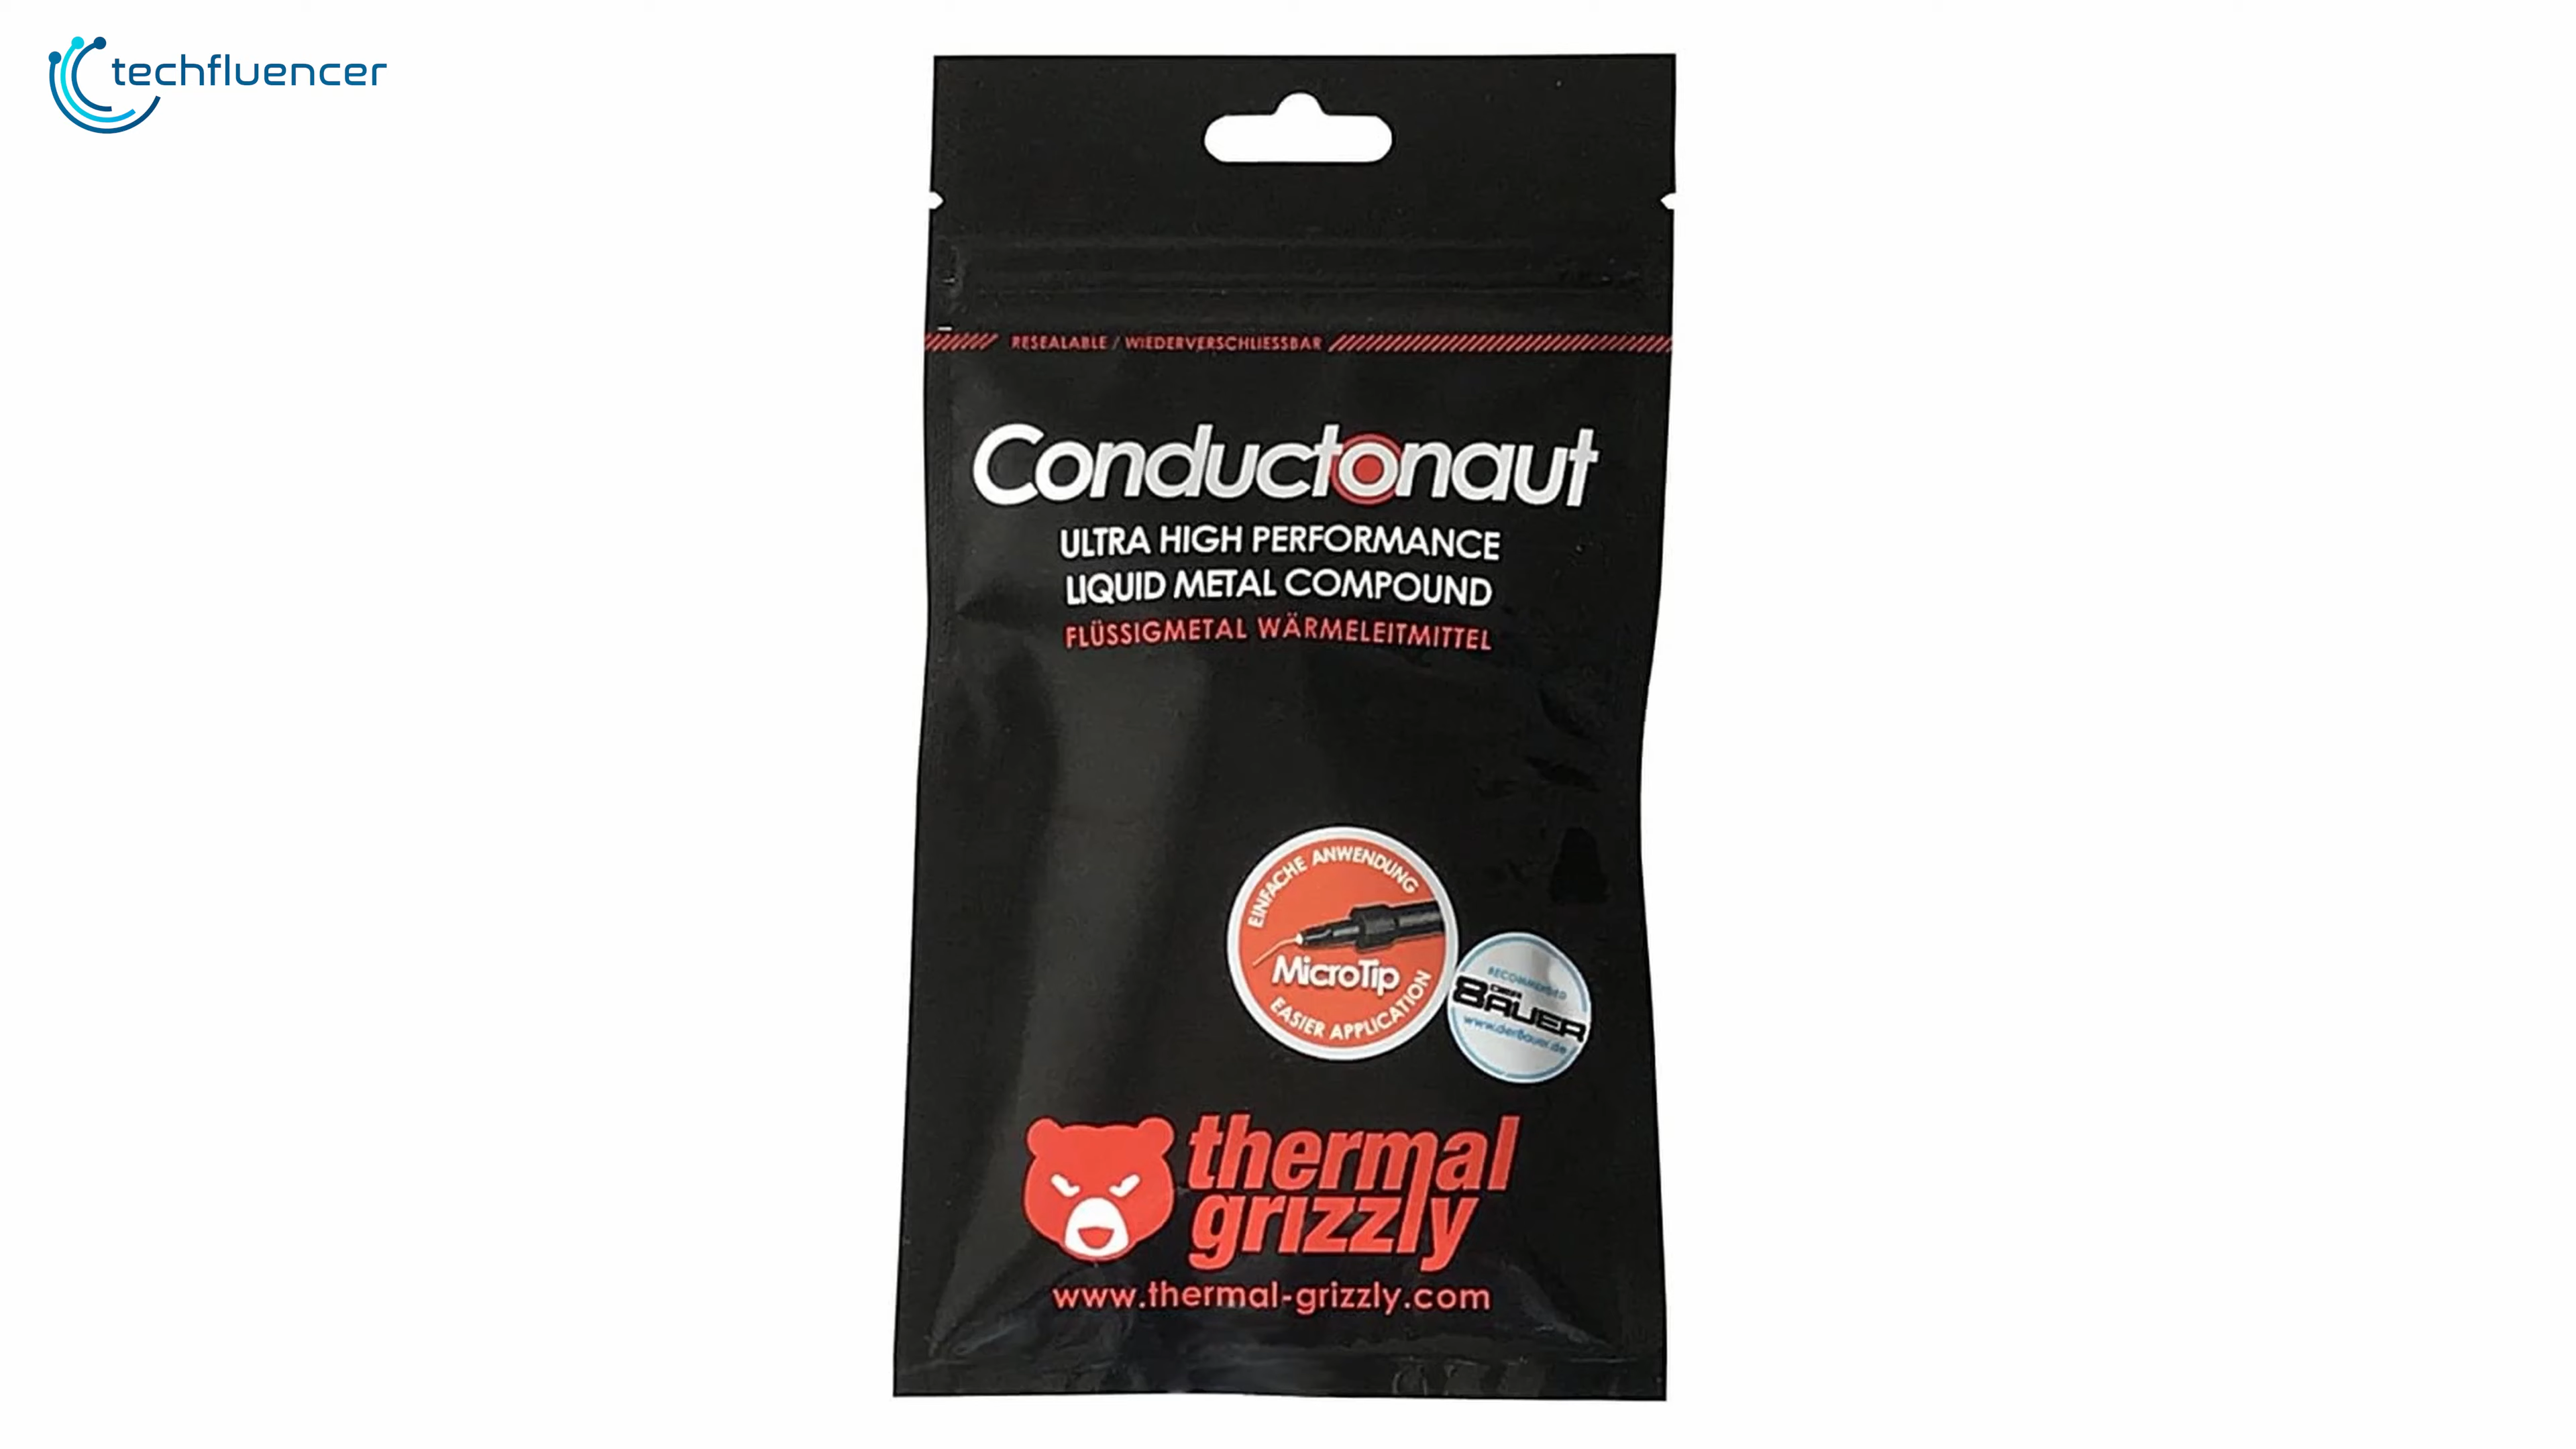 techfluencer
RESEALABLE / WIEDERVERSCHLIESSBAR
Conductonaut
ULTRA HIGH PERFORMANCE
LIQUID METAL COMPOUND
FLÜSSIGMETAL WÄRMELEITMITTEL
EINFACHE ANWENDUNG
MicroTip
EASIER APPLICATION
RECOMMENDED
DER
8AUER
www.der8auer.de
thermal
grizzly
www.thermal-grizzly.com